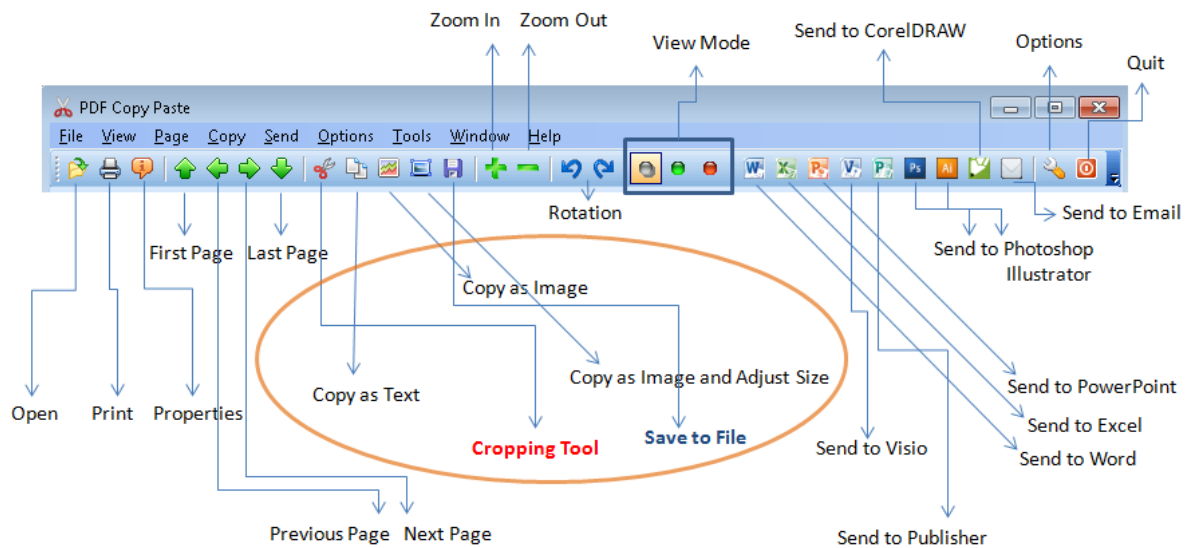 Zoom In
Zoom Out
View Mode
Send to CorelDRAW
Options
Quit
PDF Copy Paste
File View Page Copy Send Options Tools Window Help
W X P V P Ps Ai
Rotation
Send to Email
First Page
Last Page
Send to Photoshop
Illustrator
Copy as Image
Copy as Image and Adjust Size
Copy as Text
Open
Print
Properties
Send to PowerPoint
Send to Excel
Send to Word
Cropping Tool
Save to File
Send to Visio
Previous Page
Next Page
Send to Publisher